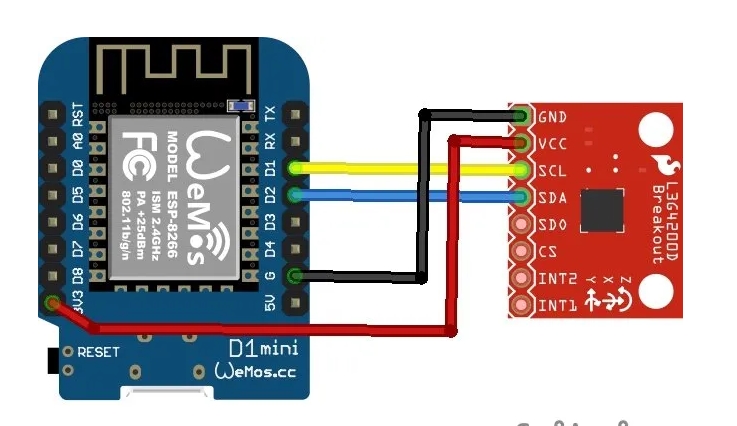 RST
A0
D0
D5
D6
D7
D8
3V3
TX
RX
D1
D2
D3
D4
G
5V
WeMos
FC
MODEL ESP-8266
ISM 2.4GHz
PA +25dBm
802.11b/g/n
RESET
D1mini
WeMos.cc
GND
VCC
SCL
SDA
SDO
CS
INT2
INT1
L3G4200D
Breakout
Z
X
Y